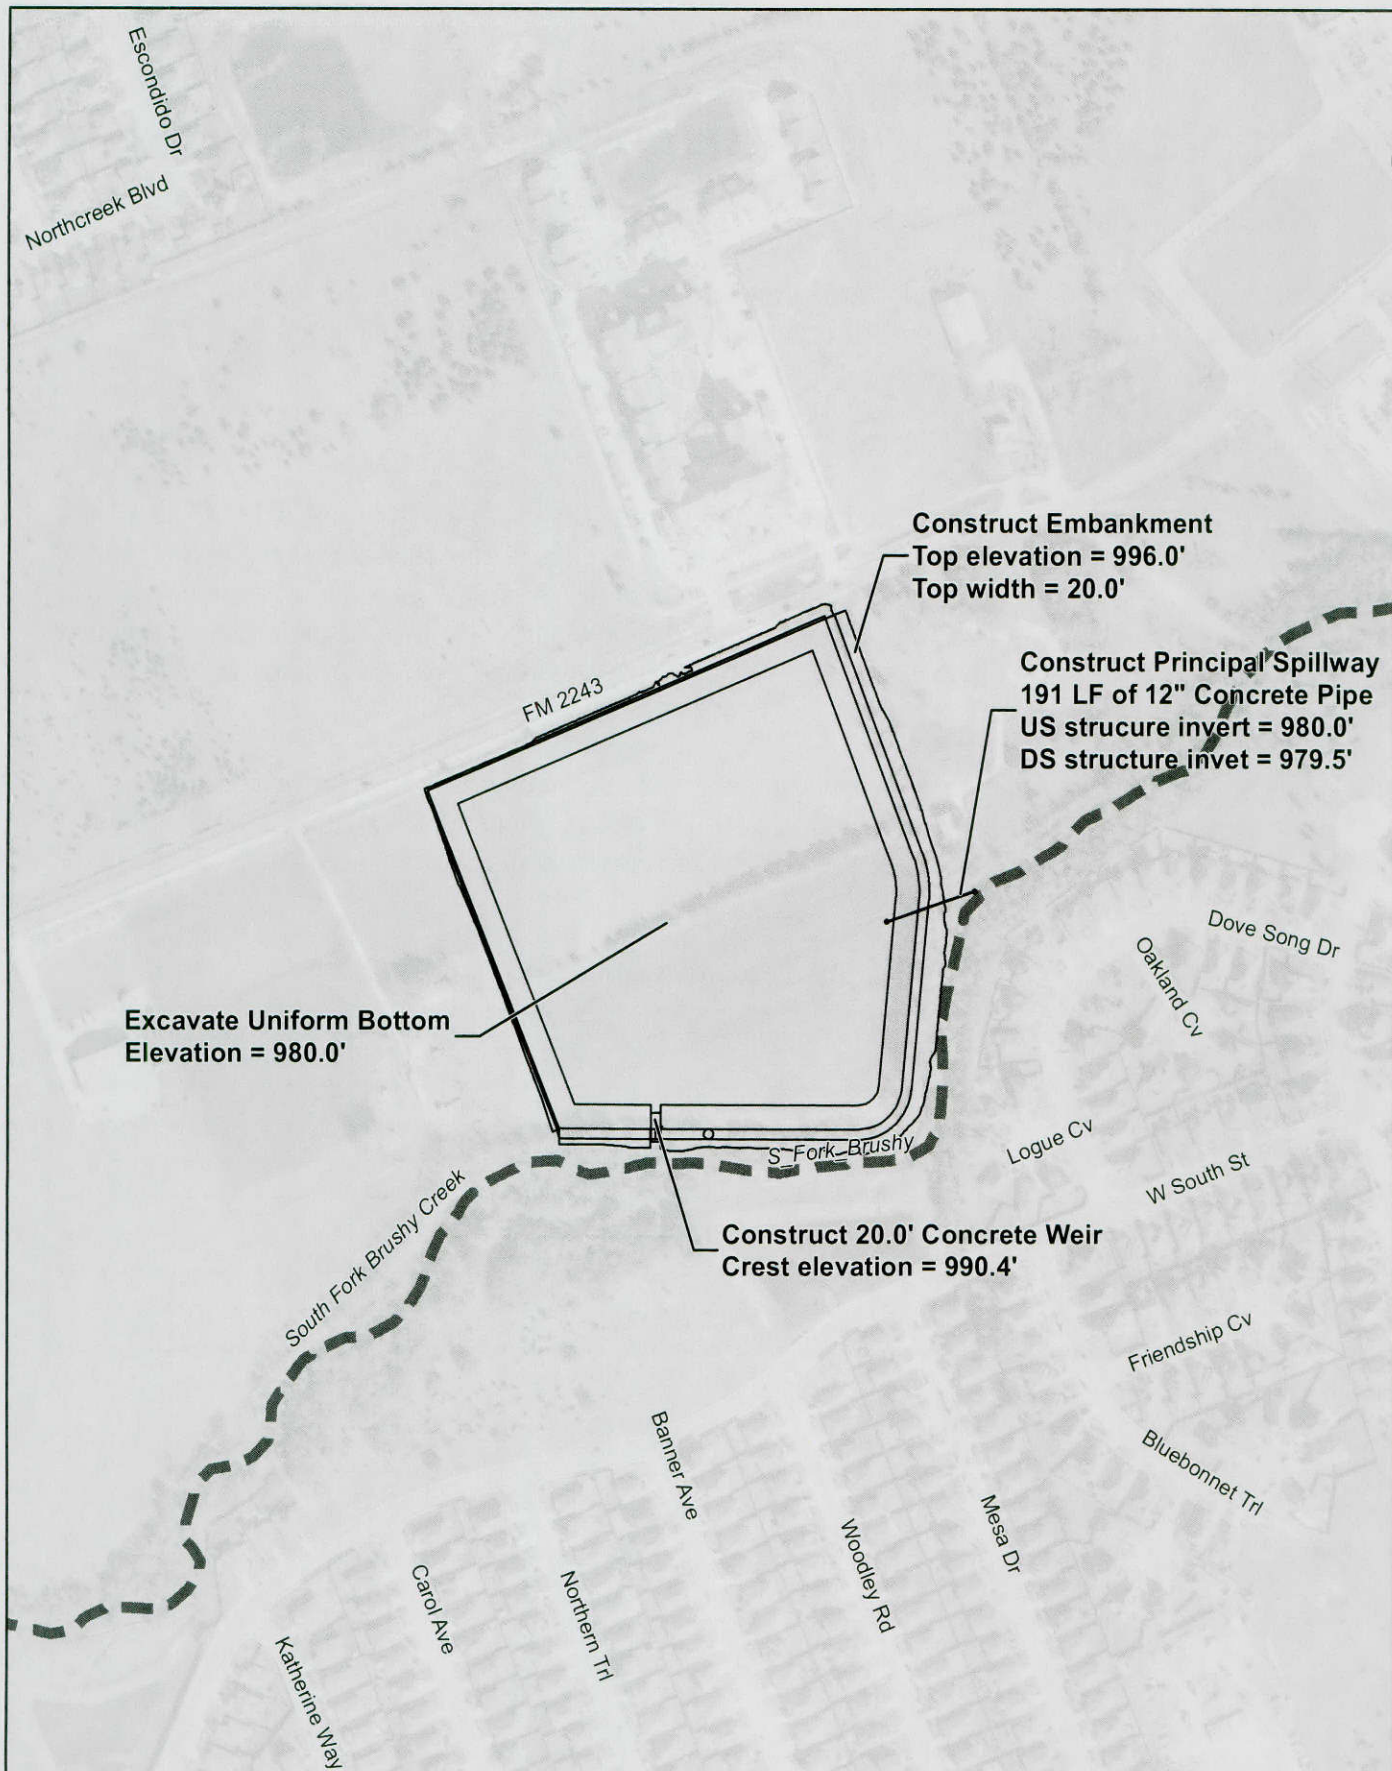 Escondido Dr
Northcreek Blvd
Construct Embankment
Top elevation = 996.0'
Top width = 20.0'
Construct Principal Spillway
191 LF of 12" Concrete Pipe
US strucure invert = 980.0'
DS structure invet = 979.5'
FM 2243
Dove Song Dr
Oakland Cv
Excavate Uniform Bottom
Elevation = 980.0'
Logue Cv
S_Fork_Brushy
W South St
South Fork Brushy Creek
Construct 20.0' Concrete Weir
Crest elevation = 990.4'
Friendship Cv
Banner Ave
Bluebonnet Trl
Mesa Dr
Woodley Rd
Carol Ave
Northern Trl
Katherine Way